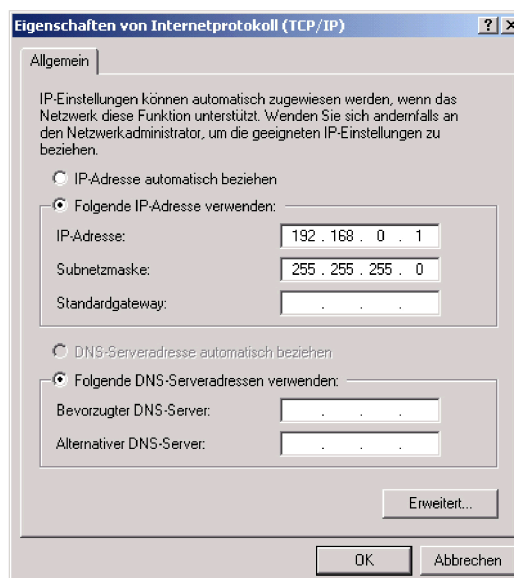 Eigenschaften von Internetprotokoll (TCP/IP)
Allgemein
IP-Einstellungen können automatisch zugewiesen werden, wenn das
Netzwerk diese Funktion unterstützt. Wenden Sie sich andernfalls an
den Netzwerkadministrator, um die geeigneten IP-Einstellungen zu
beziehen.
IP-Adresse automatisch beziehen
Folgende IP-Adresse verwenden:
IP-Adresse: 192 . 168 . 0 . 1
Subnetzmaske: 255 . 255 . 255 . 0
Standardgateway: . . .
DNS-Serveradresse automatisch beziehen
Folgende DNS-Serveradressen verwenden:
Bevorzugter DNS-Server: . . .
Alternativer DNS-Server: . . .
Erweitert...
OK Abbrechen